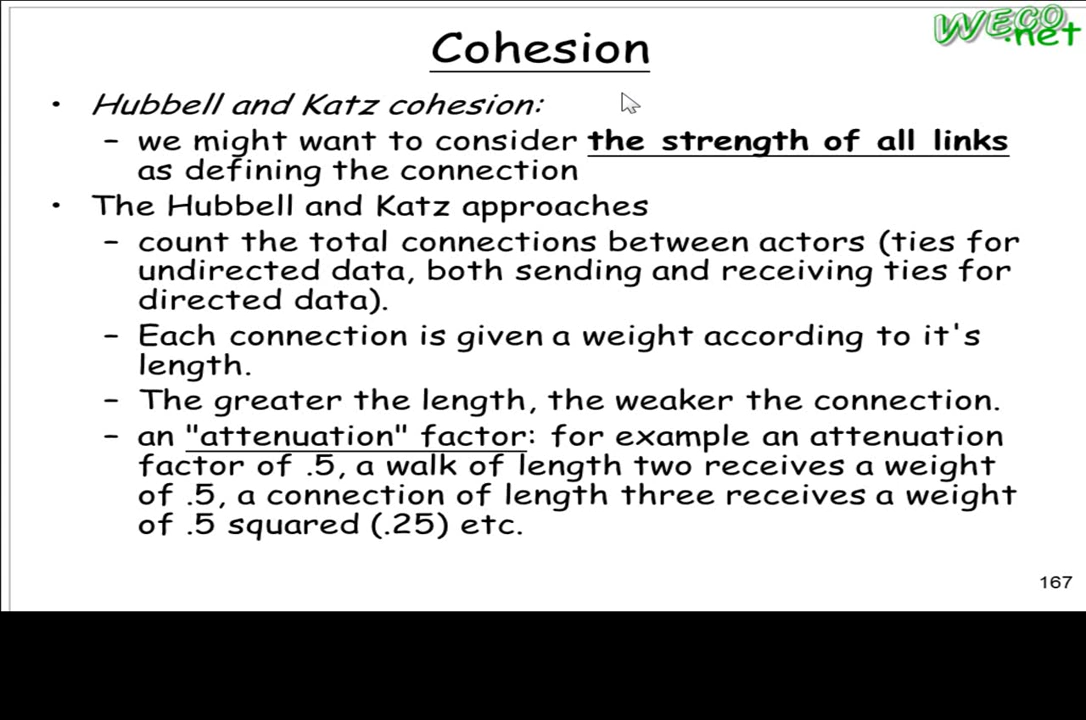 WECO
.net
Cohesion
• Hubbell and Katz cohesion:
– we might want to consider the strength of all links
as defining the connection
• The Hubbell and Katz approaches
– count the total connections between actors (ties for
undirected data, both sending and receiving ties for
directed data).
– Each connection is given a weight according to it's
length.
– The greater the length, the weaker the connection.
– an "attenuation" factor: for example an attenuation
factor of .5, a walk of length two receives a weight
of .5, a connection of length three receives a weight
of .5 squared (.25) etc.
167